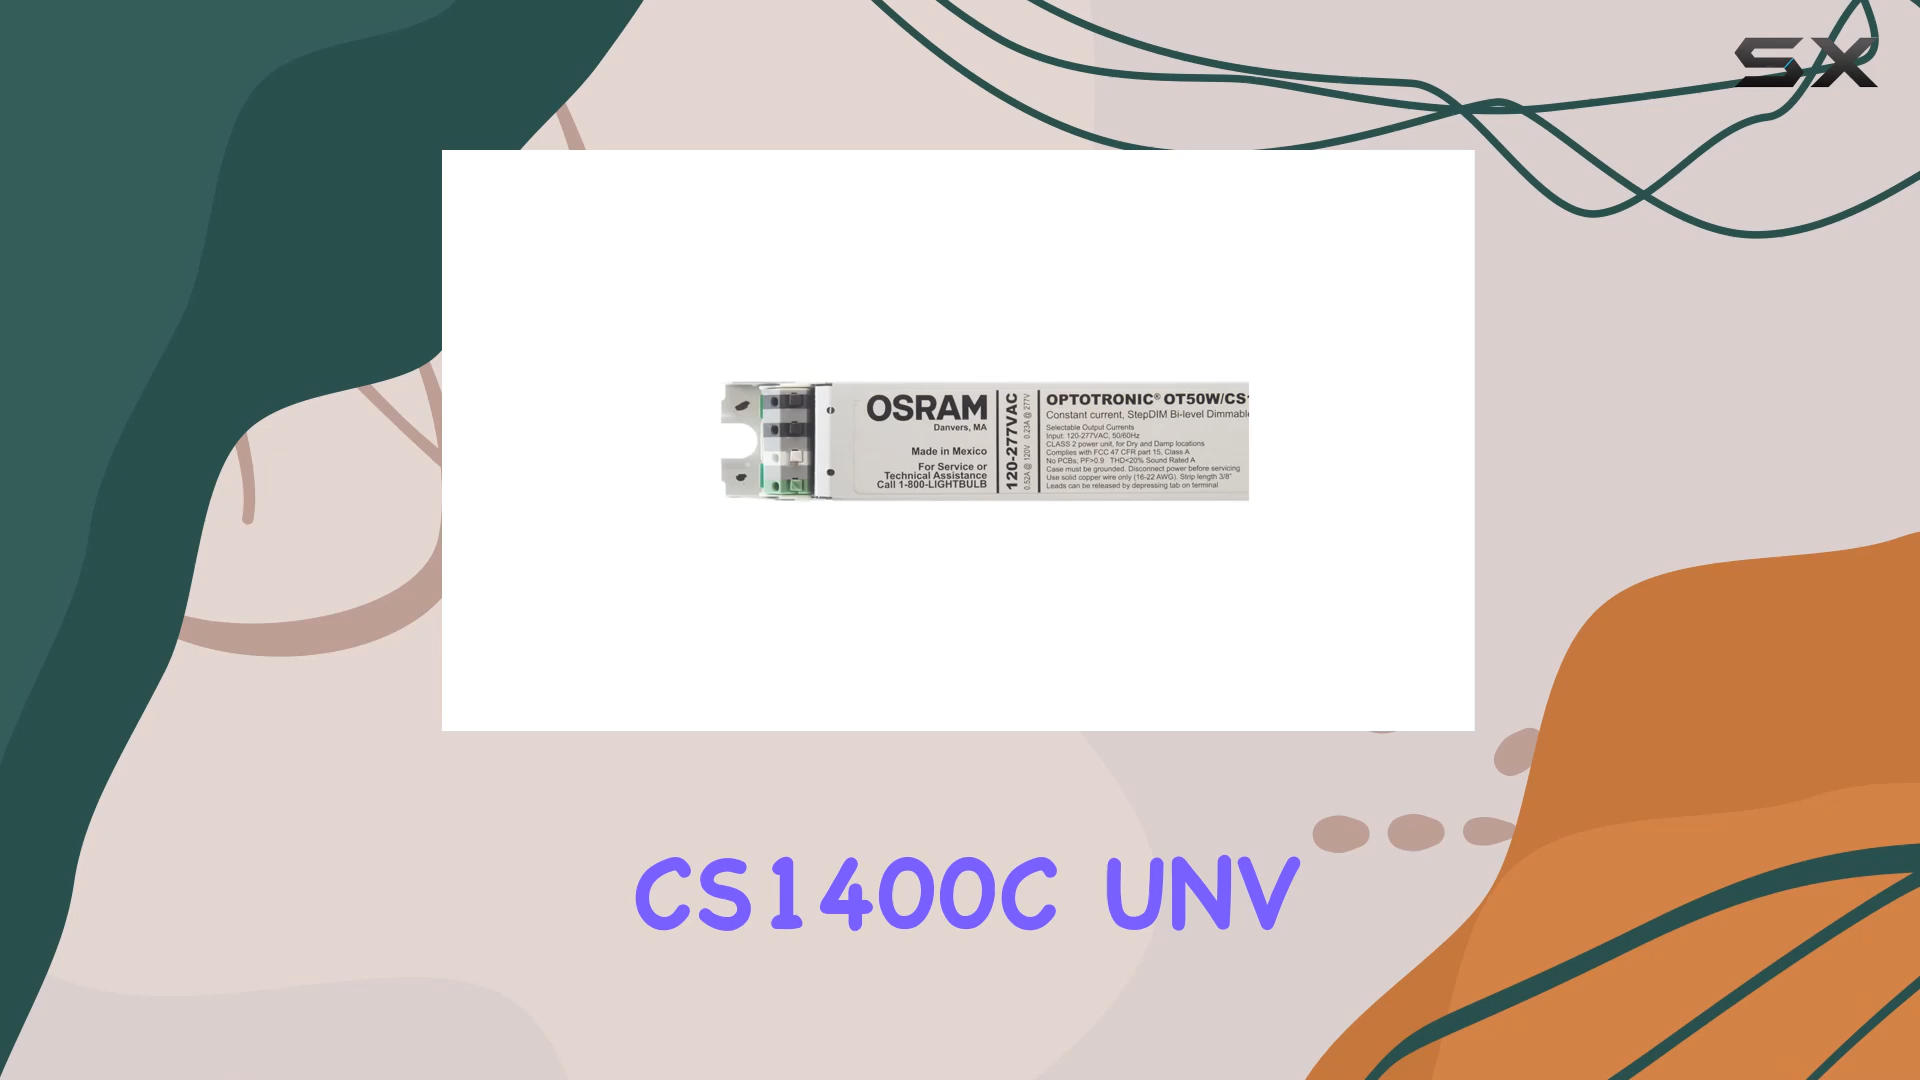 SX
OSRAM
Danvers, MA
Made in Mexico
For Service or
Technical Assistance
Call 1-800-LIGHTBULB
120-277VAC
0.52A @ 120V 0.23A @ 277V
OPTOTRONIC® OT50W/CS1
Constant current, StepDIM Bi-level Dimmable
Selectable Output Currents
Input: 120-277VAC, 50/60Hz
CLASS 2 power unit, for Dry and Damp locations
Complies with FCC 47 CFR part 15, Class A
No PCBs; PF>0.9 THD<20% Sound Rated A
Case must be grounded. Disconnect power before servicing
Use solid copper wire only (16-22 AWG). Strip length 3/8"
Leads can be released by depressing tab on terminal
CS1400C UNV